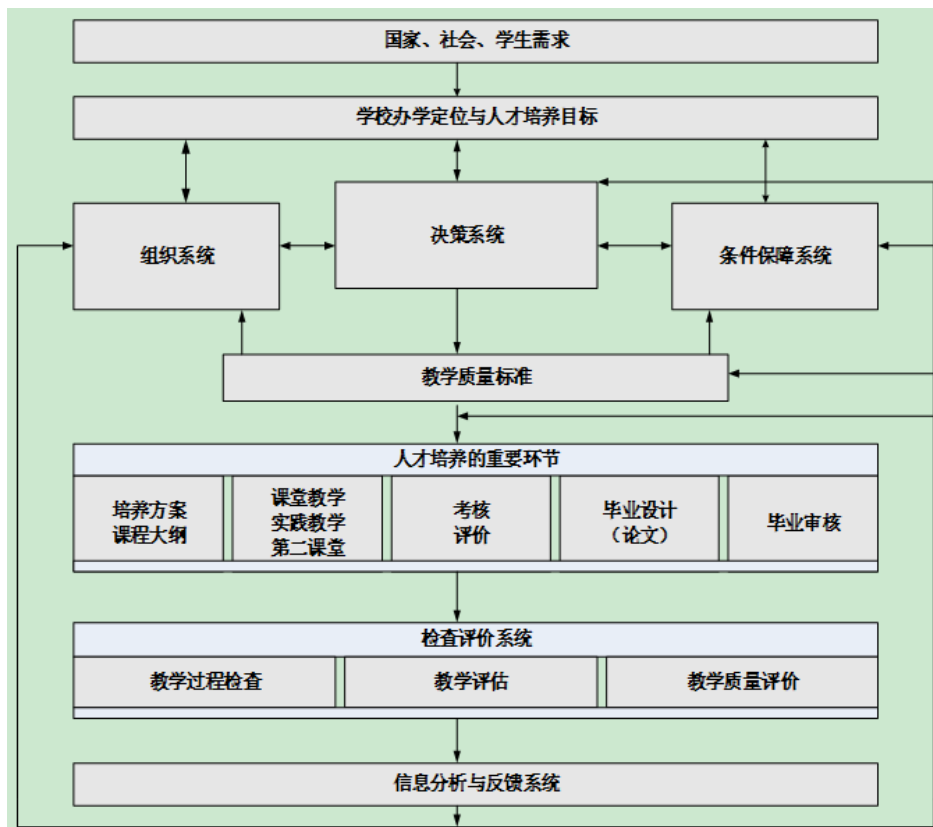 国家、社会、学生需求
学校办学定位与人才培养目标
组织系统
决策系统
条件保障系统
教学质量标准
人才培养的重要环节
培养方案
课程大纲
课堂教学
实践教学
第二课堂
考核
评价
毕业设计
（论文）
毕业审核
检查评价系统
教学过程检查
教学评估
教学质量评价
信息分析与反馈系统